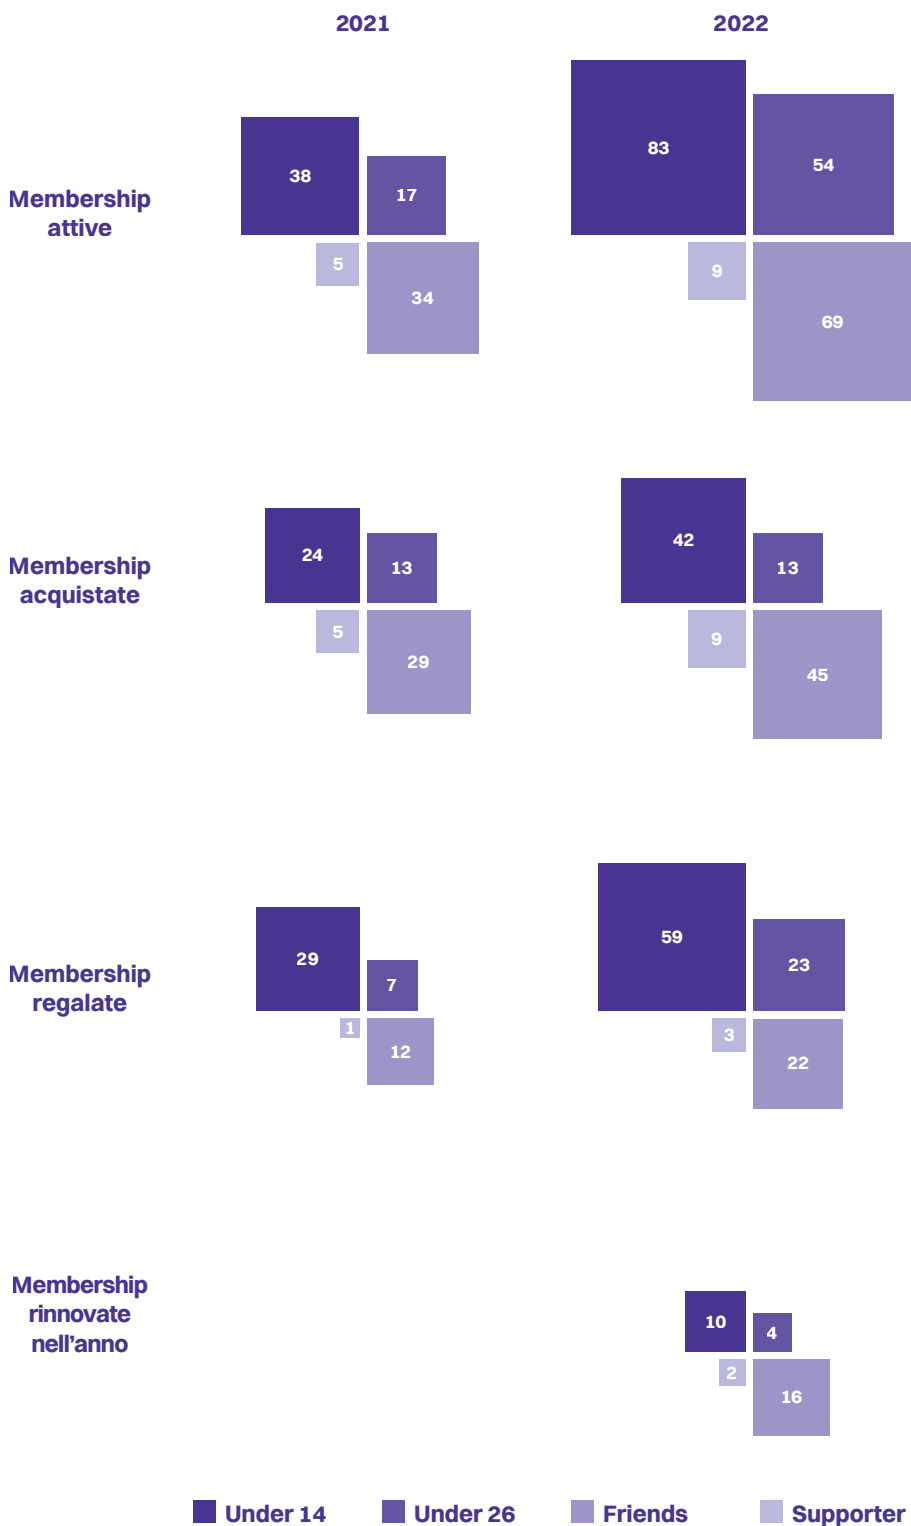 2021
2022
Membership
attive
38
17
5
34
83
54
9
69
Membership
acquistate
24
13
5
29
42
13
9
45
Membership
regalate
29
7
1
12
59
23
3
22
Membership
rinnovate
nell'anno
10
4
2
16
Under 14
Under 26
Friends
Supporter